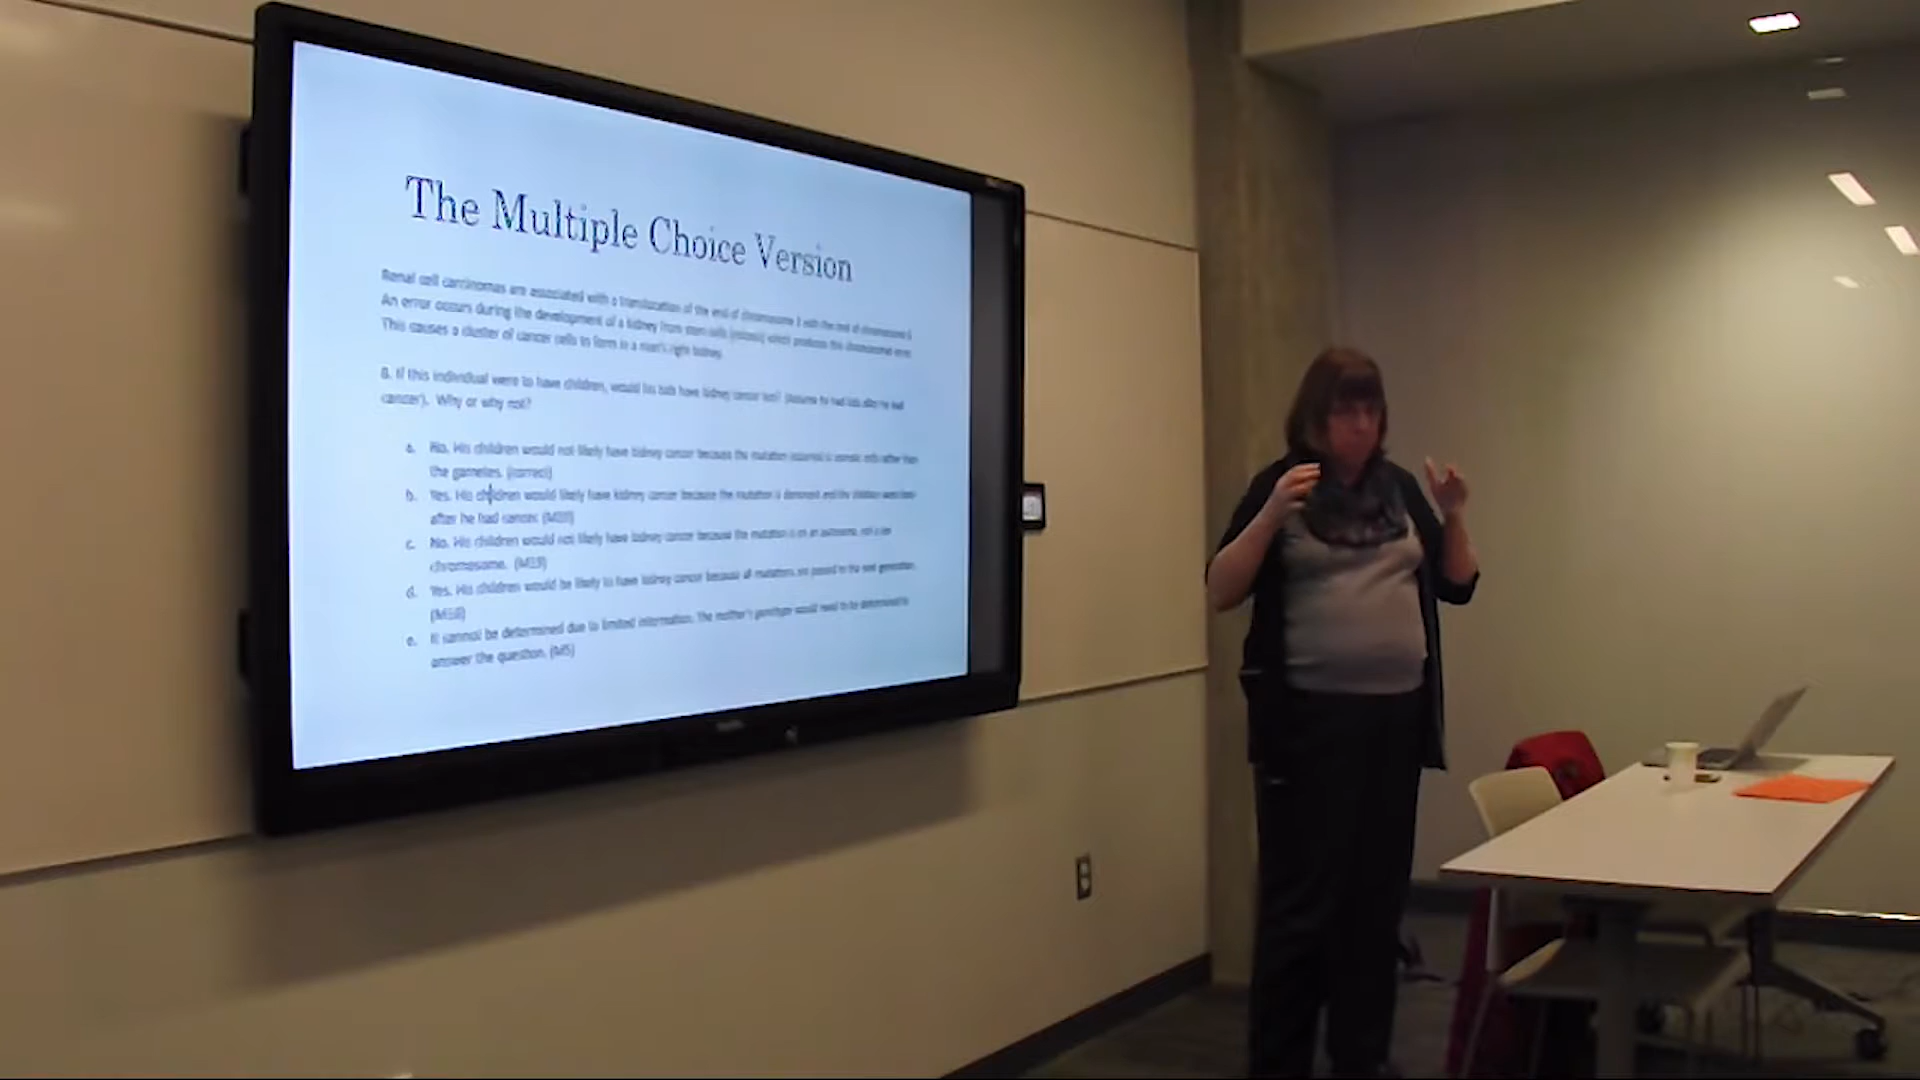 The Multiple Choice Version
Renal cell carcinomas are associated with a translocation of the end of chromosome 3 with the end of chromosome
An error occurs during the development of a kidney from stem cells (mitosis) which produces this chromosomal error.
This causes a cluster of cancer cells to form in a man's right kidney.
8. If this individual were to have children, would his kids have kidney cancer too? (Assume he had kids after he had
cancer). Why or why not?
a. No. His children would not likely have kidney cancer because the mutation occurred in somatic cells rather than
the gametes. (correct)
b. Yes. His children would likely have kidney cancer because the mutation is dominant and the children were born
after he had cancer.
c. No. His children would not likely have kidney cancer because the mutation is on an autosome, not a sex
chromosome.
d. Yes. His children would be likely to have kidney cancer because all mutations are passed to the next generation.
e. It cannot be determined due to limited information. The mother's genotype would need to be determined to
answer the question. (M5)